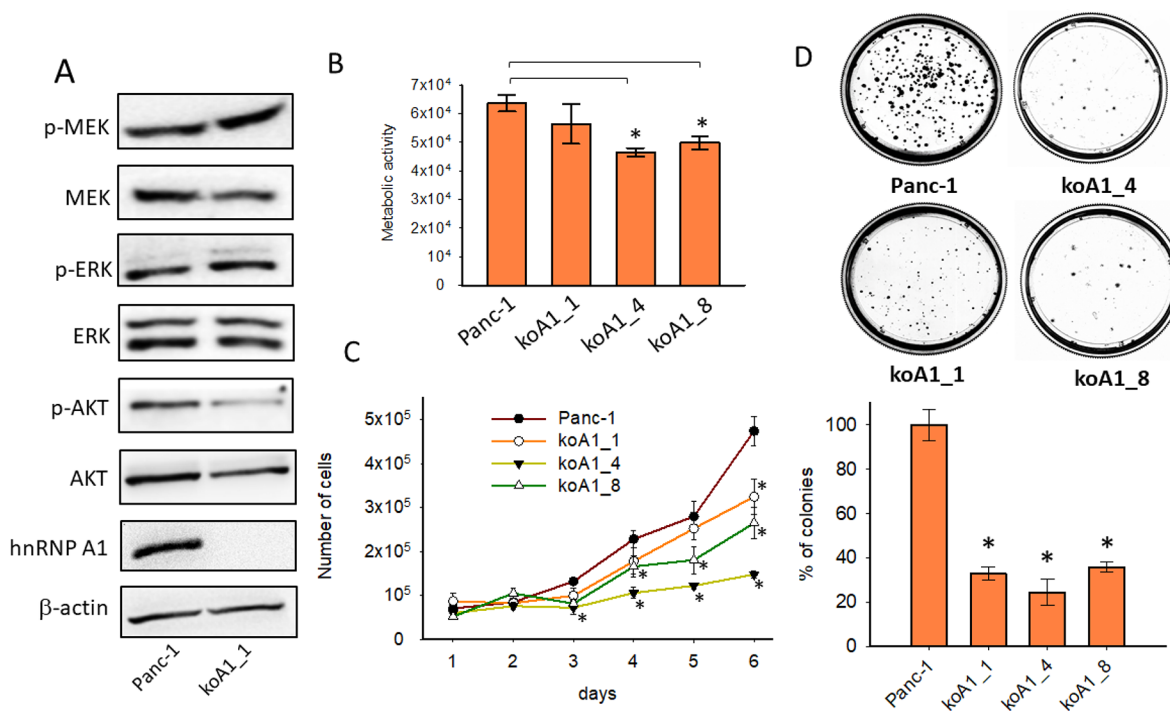 A
p-MEK
MEK
p-ERK
ERK
p-AKT
AKT
hnRNP A1
β-actin
Panc-1
koA1_1
B
Metabolic activity
7x10⁴
6x10⁴
5x10⁴
4x10⁴
3x10⁴
2x10⁴
10⁴
0
*
*
Panc-1
koA1_1
koA1_4
koA1_8
C
Number of cells
5x10⁵
4x10⁵
3x10⁵
2x10⁵
10⁵
0
Panc-1
koA1_1
koA1_4
koA1_8
*
*
*
*
*
*
*
*
*
1 2 3 4 5 6
days
D
Panc-1
koA1_4
koA1_1
koA1_8
% of colonies
100
80
60
40
20
0
*
*
*
Panc-1
koA1_1
koA1_4
koA1_8